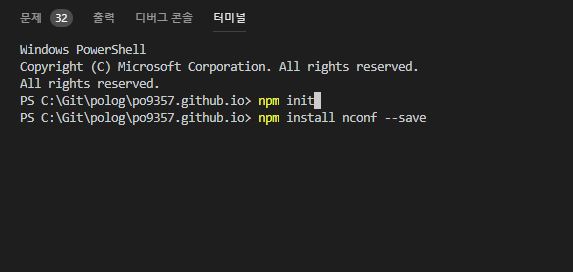 문제 32 출력 디버그 콘솔 터미널
Windows PowerShell
Copyright (C) Microsoft Corporation. All rights reserved.
All rights reserved.
PS C:\Git\polog\po9357.github.io> npm init
PS C:\Git\polog\po9357.github.io> npm install nconf --save